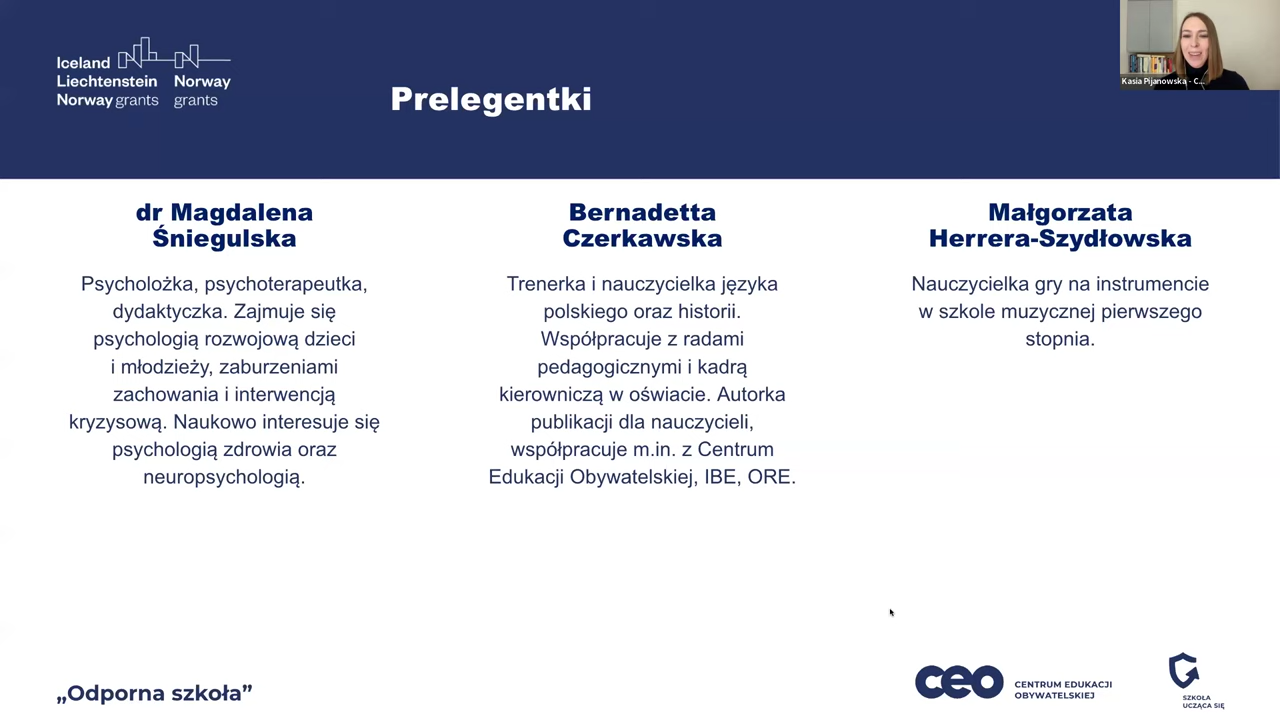 Iceland
Liechtenstein
Norway grants
Norway
grants
Prelegentki
Kasia Pijanowska - C...
dr Magdalena
Śniegulska
Psycholożka, psychoterapeutka,
dydaktyczka. Zajmuje się
psychologią rozwojową dzieci
i młodzieży, zaburzeniami
zachowania i interwencją
kryzysową. Naukowo interesuje się
psychologią zdrowia oraz
neuropsychologią.
Bernadetta
Czerkawska
Trenerka i nauczycielka języka
polskiego oraz historii.
Współpracuje z radami
pedagogicznymi i kadrą
kierowniczą w oświacie. Autorka
publikacji dla nauczycieli,
współpracuje m.in. z Centrum
Edukacji Obywatelskiej, IBE, ORE.
Małgorzata
Herrera-Szydłowska
Nauczycielka gry na instrumencie
w szkole muzycznej pierwszego
stopnia.
„Odporna szkoła”
ceo
CENTRUM EDUKACJI
OBYWATELSKIEJ
SZKOŁA
UCZĄCA SIĘ